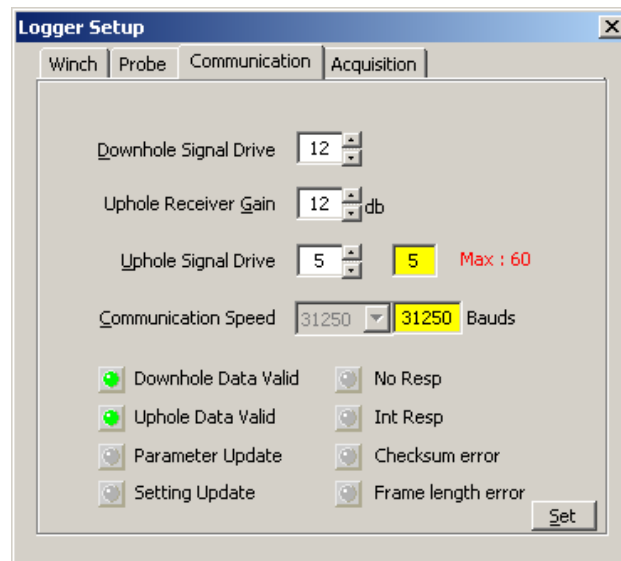 Logger Setup
Winch Probe Communication Acquisition
Downhole Signal Drive 12
Uphole Receiver Gain 12 db
Uphole Signal Drive 5 5 Max : 60
Communication Speed 31250 31250 Bauds
Downhole Data Valid No Resp
Uphole Data Valid Int Resp
Parameter Update Checksum error
Setting Update Frame length error
Set